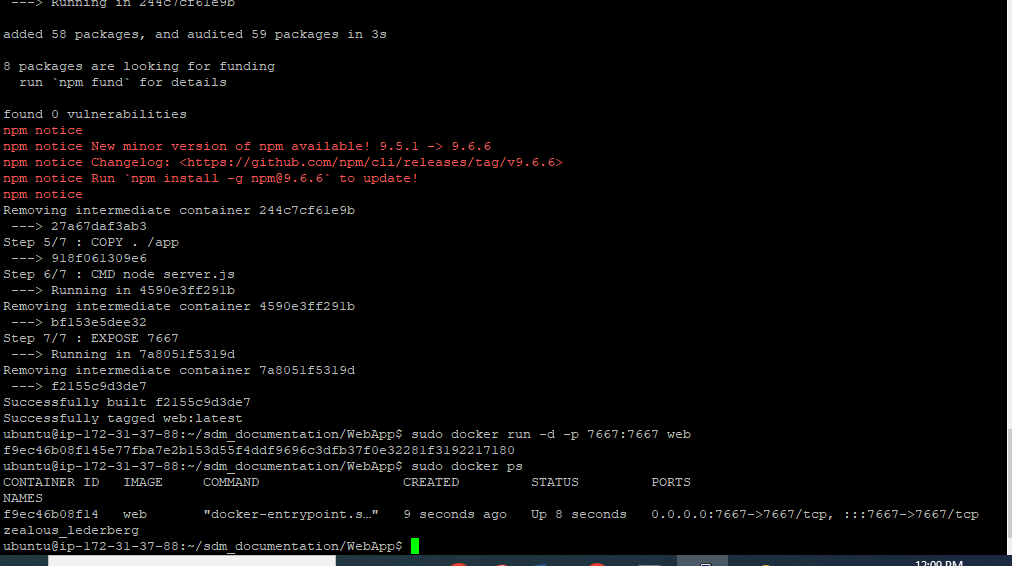 ---> Running in 244c7cf61e9b
added 58 packages, and audited 59 packages in 3s
8 packages are looking for funding
run `npm fund` for details
found 0 vulnerabilities
npm notice
npm notice New minor version of npm available! 9.5.1 -> 9.6.6
npm notice Changelog: <https://github.com/npm/cli/releases/tag/v9.6.6>
npm notice Run `npm install -g npm@9.6.6` to update!
npm notice
Removing intermediate container 244c7cf61e9b
---> 27a67daf3ab3
Step 5/7 : COPY . /app
---> 918f061309e6
Step 6/7 : CMD node server.js
---> Running in 4590e3ff291b
Removing intermediate container 4590e3ff291b
---> bf153e5dee32
Step 7/7 : EXPOSE 7667
---> Running in 7a8051f5319d
Removing intermediate container 7a8051f5319d
---> f2155c9d3de7
Successfully built f2155c9d3de7
Successfully tagged web:latest
ubuntu@ip-172-31-37-88:~/sdm_documentation/WebApp$ sudo docker run -d -p 7667:7667 web
f9ec46b08f145e77fba7e2b153d55f4ddf9696c3dfb37f0e32281f3192217180
ubuntu@ip-172-31-37-88:~/sdm_documentation/WebApp$ sudo docker ps
CONTAINER ID IMAGE COMMAND CREATED STATUS PORTS
NAMES
f9ec46b08f14 web "docker-entrypoint.s…" 9 seconds ago Up 8 seconds 0.0.0.0:7667->7667/tcp, :::7667->7667/tcp
zealous_lederberg
ubuntu@ip-172-31-37-88:~/sdm_documentation/WebApp$
12:09 PM